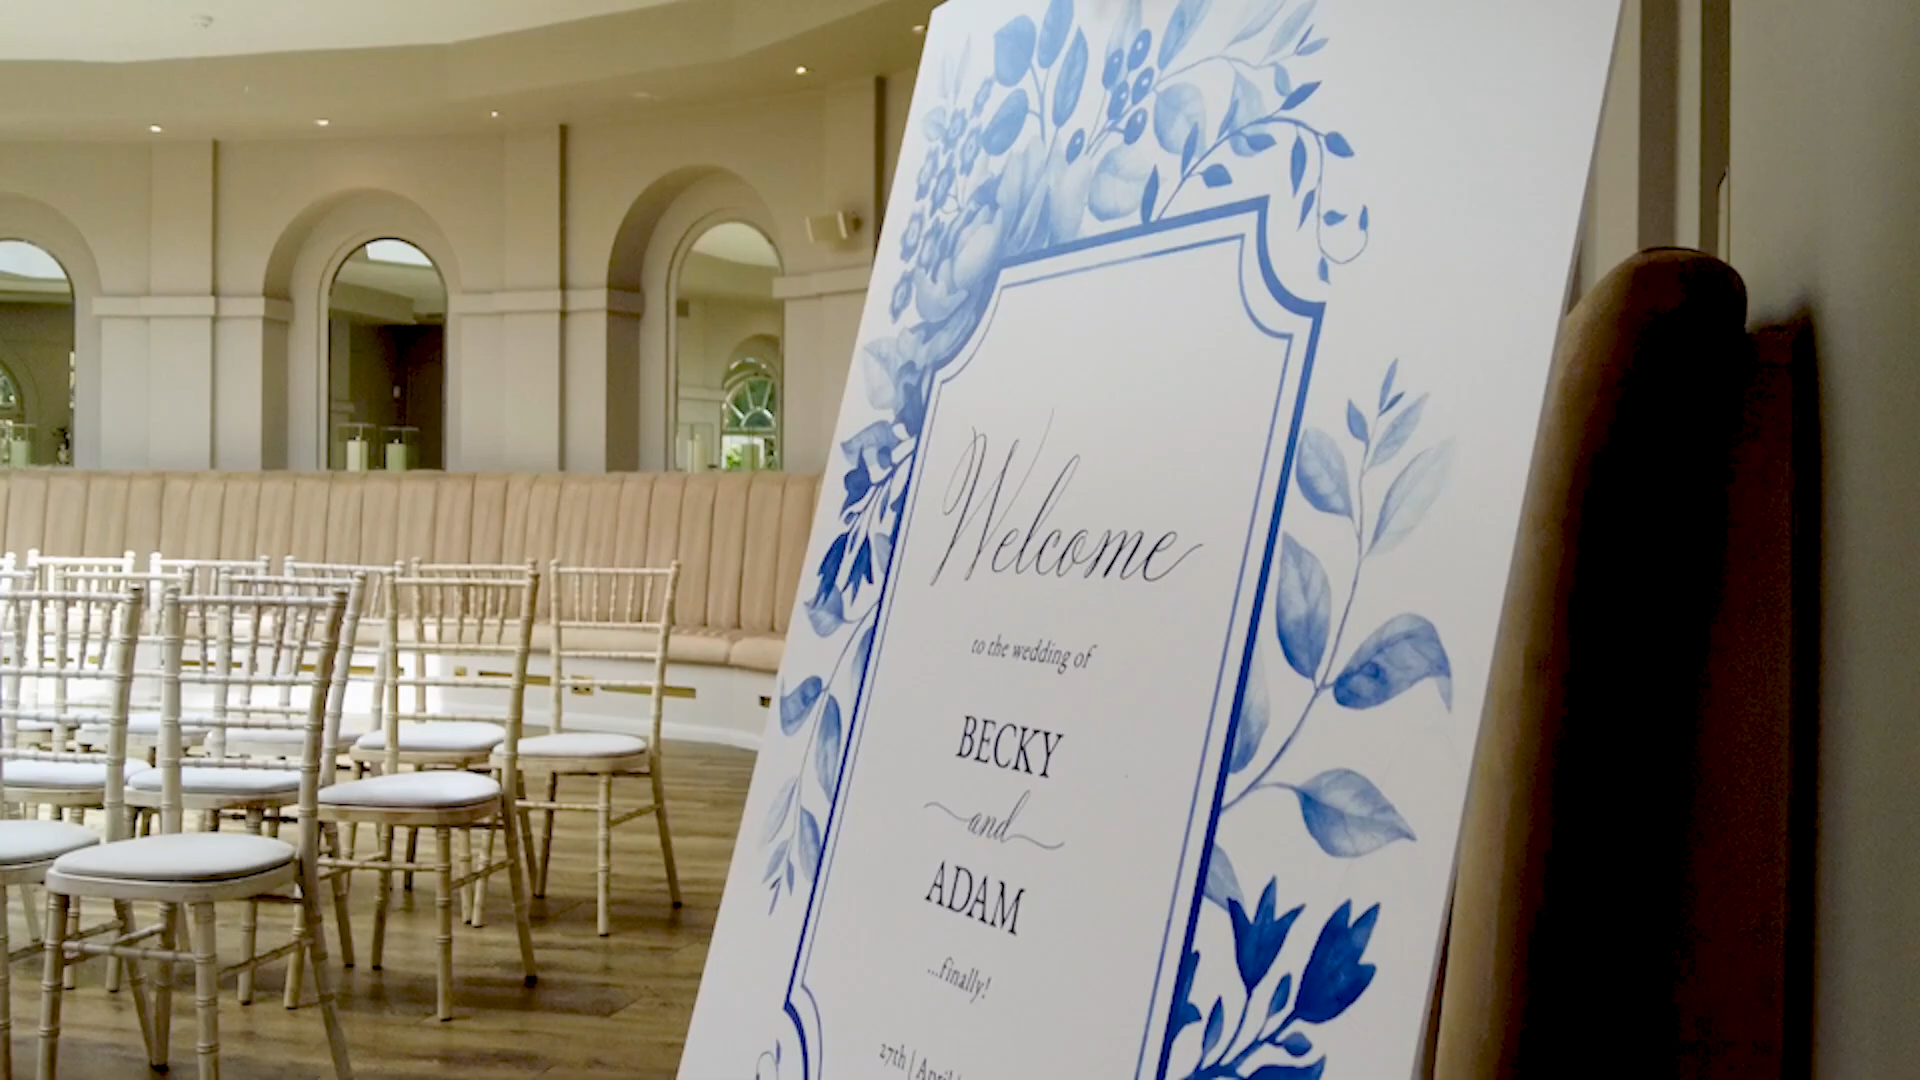 Welcome
to the wedding of
BECKY
and
ADAM
...finally!
27th | April